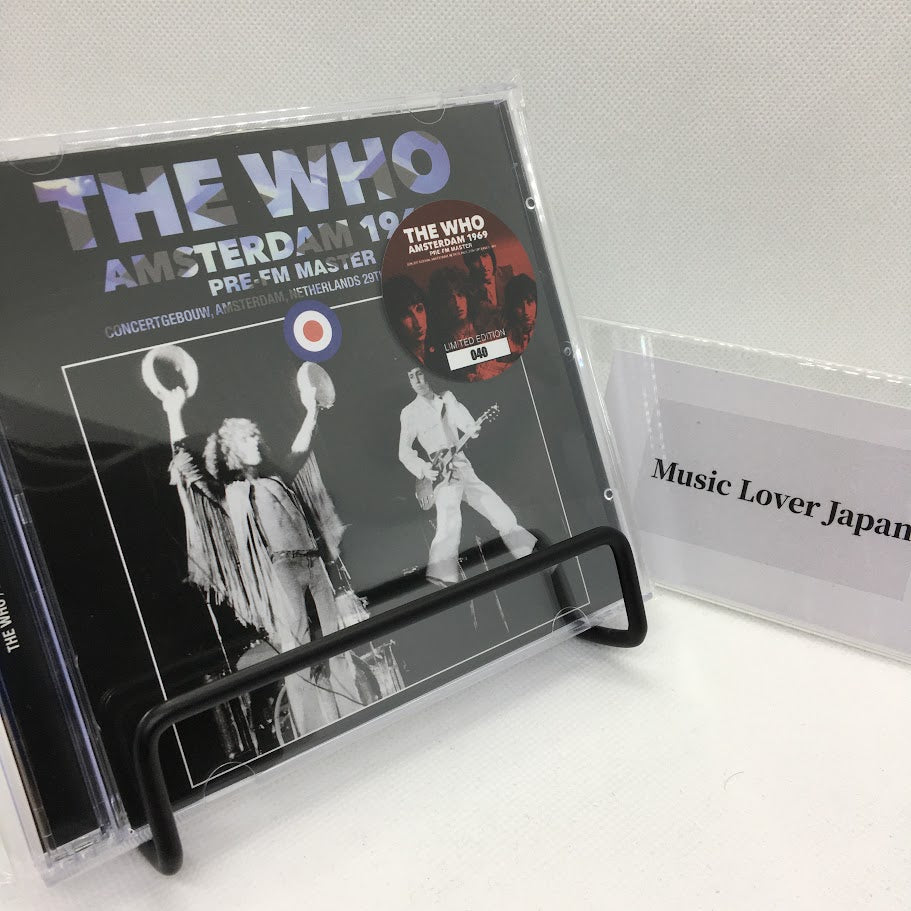 THE WHO
AMSTERDAM 196
PRE-FM MASTER
CONCERTGEBOUW, AMSTERDAM, NETHERLANDS 29T
THE WHO
AMSTERDAM 1969
PRE-FM MASTER
LIMITED EDITION
040
THE WHO
Music Lover Japan